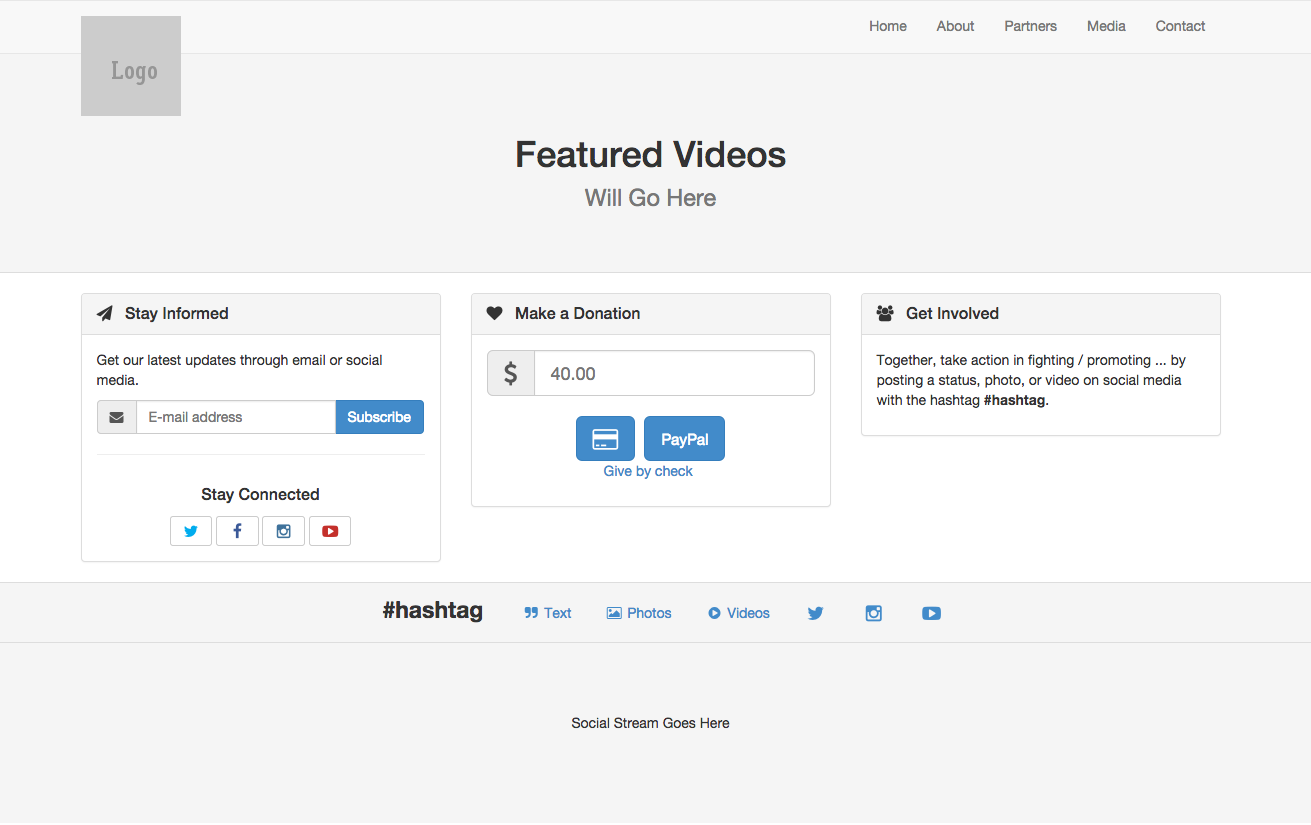 Home About Partners Media Contact
Logo
Featured Videos
Will Go Here
Stay Informed
Get our latest updates through email or social
media.
E-mail address Subscribe
Stay Connected
Make a Donation
$ 40.00
PayPal
Give by check
Get Involved
Together, take action in fighting / promoting ... by
posting a status, photo, or video on social media
with the hashtag #hashtag.
#hashtag Text Photos Videos
Social Stream Goes Here